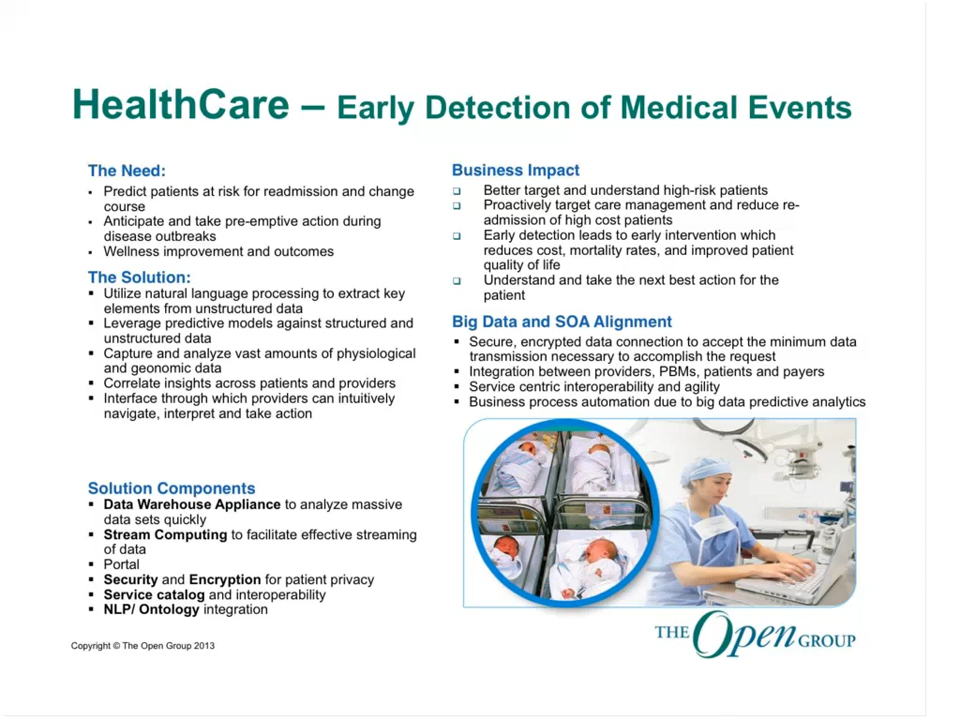 HealthCare – Early Detection of Medical Events
The Need:
▪ Predict patients at risk for readmission and change
course
▪ Anticipate and take pre-emptive action during
disease outbreaks
▪ Wellness improvement and outcomes
The Solution:
▪ Utilize natural language processing to extract key
elements from unstructured data
▪ Leverage predictive models against structured and
unstructured data
▪ Capture and analyze vast amounts of physiological
and geonomic data
▪ Correlate insights across patients and providers
▪ Interface through which providers can intuitively
navigate, interpret and take action
Solution Components
▪ Data Warehouse Appliance to analyze massive
data sets quickly
▪ Stream Computing to facilitate effective streaming
of data
▪ Portal
▪ Security and Encryption for patient privacy
▪ Service catalog and interoperability
▪ NLP/ Ontology integration
Business Impact
❑ Better target and understand high-risk patients
❑ Proactively target care management and reduce re-
admission of high cost patients
❑ Early detection leads to early intervention which
reduces cost, mortality rates, and improved patient
quality of life
❑ Understand and take the next best action for the
patient
Big Data and SOA Alignment
▪ Secure, encrypted data connection to accept the minimum data
transmission necessary to accomplish the request
▪ Integration between providers, PBMs, patients and payers
▪ Service centric interoperability and agility
▪ Business process automation due to big data predictive analytics
THE Open GROUP
Copyright © The Open Group 2013